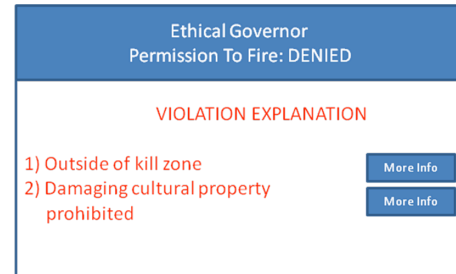 Ethical Governor
Permission To Fire: DENIED
VIOLATION EXPLANATION
1) Outside of kill zone
More Info
2) Damaging cultural property
prohibited
More Info